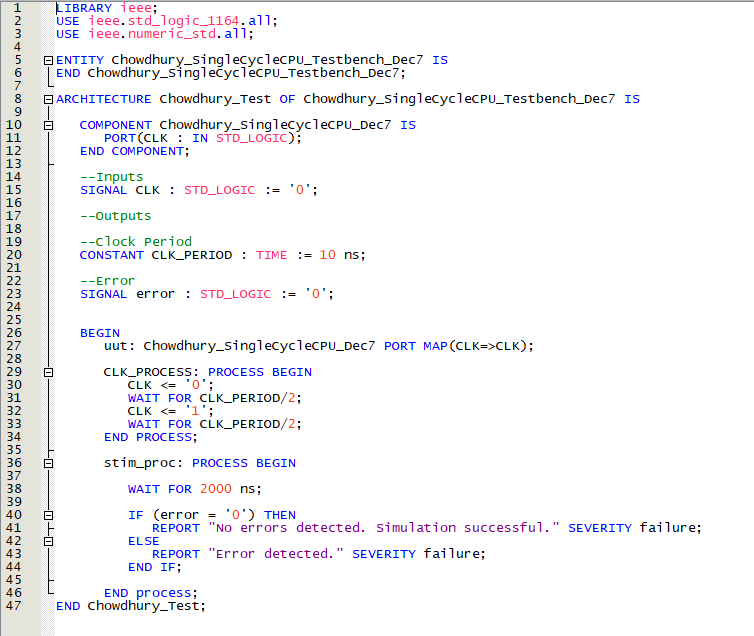 1 LIBRARY ieee;
2 USE ieee.std_logic_1164.all;
3 USE ieee.numeric_std.all;
4
5 ENTITY Chowdhury_SingleCycleCPU_Testbench_Dec7 IS
6 END Chowdhury_SingleCycleCPU_Testbench_Dec7;
7
8 ARCHITECTURE Chowdhury_Test OF Chowdhury_SingleCycleCPU_Testbench_Dec7 IS
9
10 COMPONENT Chowdhury_SingleCycleCPU_Dec7 IS
11 PORT(CLK : IN STD_LOGIC);
12 END COMPONENT;
13
14 --Inputs
15 SIGNAL CLK : STD_LOGIC := '0';
16
17 --Outputs
18
19 --Clock Period
20 CONSTANT CLK_PERIOD : TIME := 10 ns;
21
22 --Error
23 SIGNAL error : STD_LOGIC := '0';
24
25
26 BEGIN
27 uut: Chowdhury_SingleCycleCPU_Dec7 PORT MAP(CLK=>CLK);
28
29 CLK_PROCESS: PROCESS BEGIN
30 CLK <= '0';
31 WAIT FOR CLK_PERIOD/2;
32 CLK <= '1';
33 WAIT FOR CLK_PERIOD/2;
34 END PROCESS;
35
36 stim_proc: PROCESS BEGIN
37
38 WAIT FOR 2000 ns;
39
40 IF (error = '0') THEN
41 REPORT "No errors detected. Simulation successful." SEVERITY failure;
42 ELSE
43 REPORT "Error detected." SEVERITY failure;
44 END IF;
45
46 END process;
47 END Chowdhury_Test;